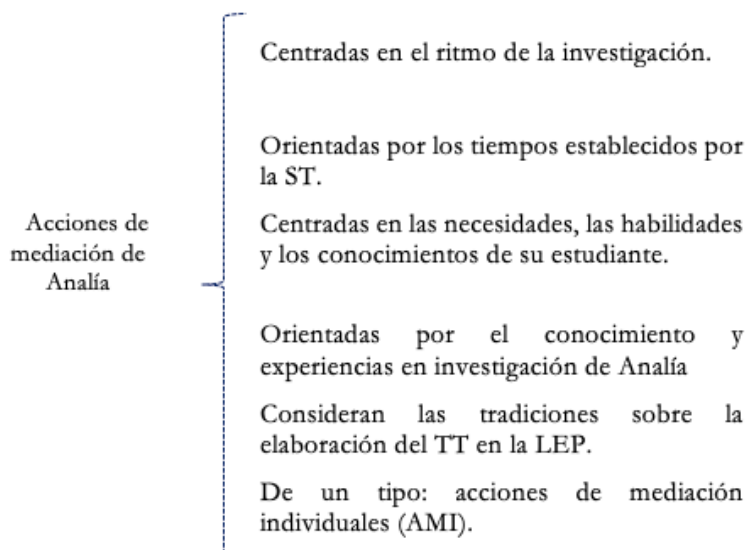 Acciones de
mediación de
Analía
Centradas en el ritmo de la investigación.
Orientadas por los tiempos establecidos por
la ST.
Centradas en las necesidades, las habilidades
y los conocimientos de su estudiante.
Orientadas por el conocimiento y
experiencias en investigación de Analía
Consideran las tradiciones sobre la
elaboración del TT en la LEP.
De un tipo: acciones de mediación
individuales (AMI).